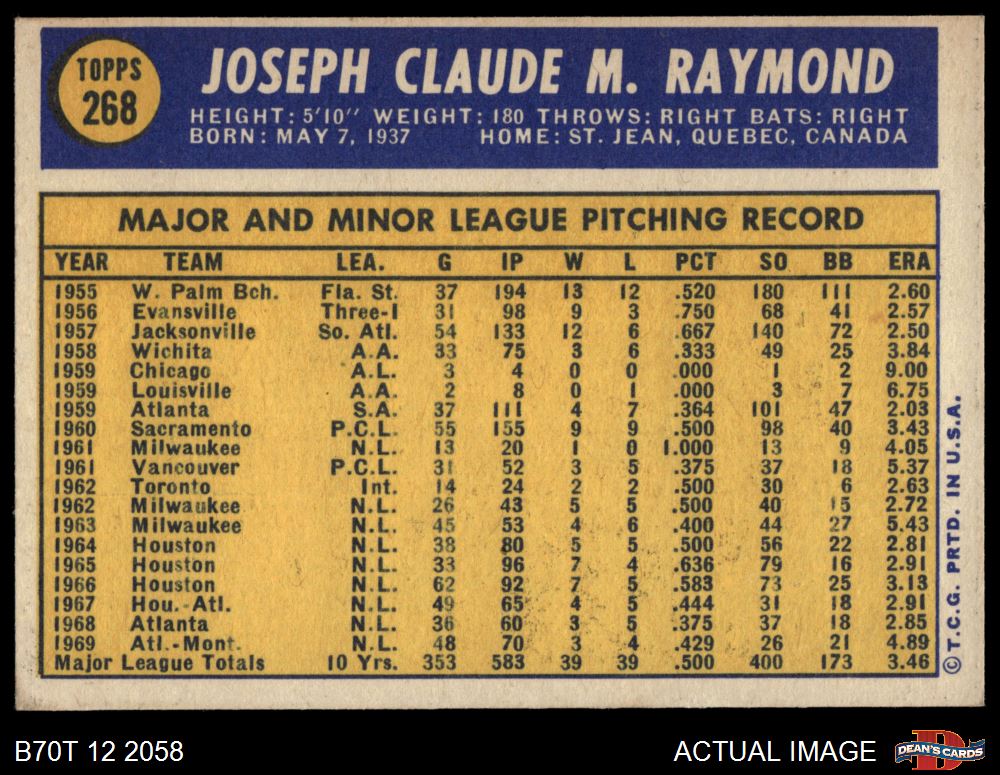 TOPPS
268
JOSEPH CLAUDE M. RAYMOND
HEIGHT: 5'10" WEIGHT: 180 THROWS: RIGHT BATS: RIGHT
BORN: MAY 7, 1937 HOME: ST. JEAN, QUEBEC, CANADA
MAJOR AND MINOR LEAGUE PITCHING RECORD
YEAR TEAM LEA. G IP W L PCT SO BB ERA
1955 W. Palm Bch. Fla. St. 37 194 13 12 .520 180 111 2.60
1956 Evansville Three-I 31 98 9 3 .750 68 41 2.57
1957 Jacksonville So. Atl. 54 133 12 6 .667 140 72 2.50
1958 Wichita A.A. 33 75 3 6 .333 49 25 3.84
1959 Chicago A.L. 3 4 0 0 .000 1 2 9.00
1959 Louisville A.A. 2 8 0 1 .000 3 7 6.75
1959 Atlanta S.A. 37 111 4 7 .364 101 47 2.03
1960 Sacramento P.C.L. 55 155 9 9 .500 98 40 3.43
1961 Milwaukee N.L. 13 20 1 0 1.000 13 9 4.05
1961 Vancouver P.C.L. 31 52 3 5 .375 37 18 5.37
1962 Toronto Int. 14 24 2 2 .500 30 6 2.63
1962 Milwaukee N.L. 26 43 5 5 .500 40 15 2.72
1963 Milwaukee N.L. 45 53 4 6 .400 44 27 5.43
1964 Houston N.L. 38 80 5 5 .500 56 22 2.81
1965 Houston N.L. 33 96 7 4 .636 79 16 2.91
1966 Houston N.L. 62 92 7 5 .583 73 25 3.13
1967 Hou.-Atl. N.L. 49 65 4 5 .444 31 18 2.91
1968 Atlanta N.L. 36 60 3 5 .375 37 18 2.85
1969 Atl.-Mont. N.L. 48 70 3 4 .429 26 21 4.89
Major League Totals 10 Yrs. 353 583 39 39 .500 400 173 3.46
© T.C.G. PRTD. IN U.S.A.
B70T 12 2058
ACTUAL IMAGE
D
DEAN'S CARDS